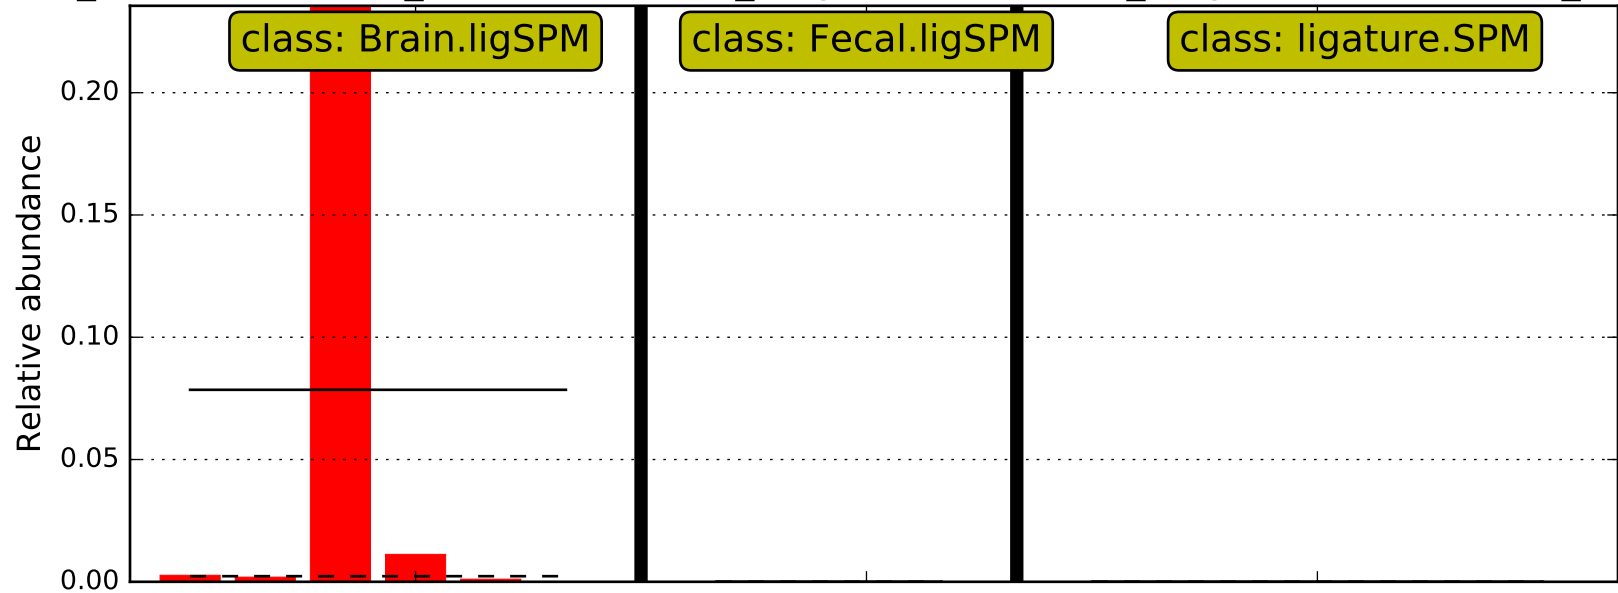 class: Brain.ligSPM
class: Fecal.ligSPM
class: ligature.SPM
Relative abundance
0.20
0.15
0.10
0.05
0.00